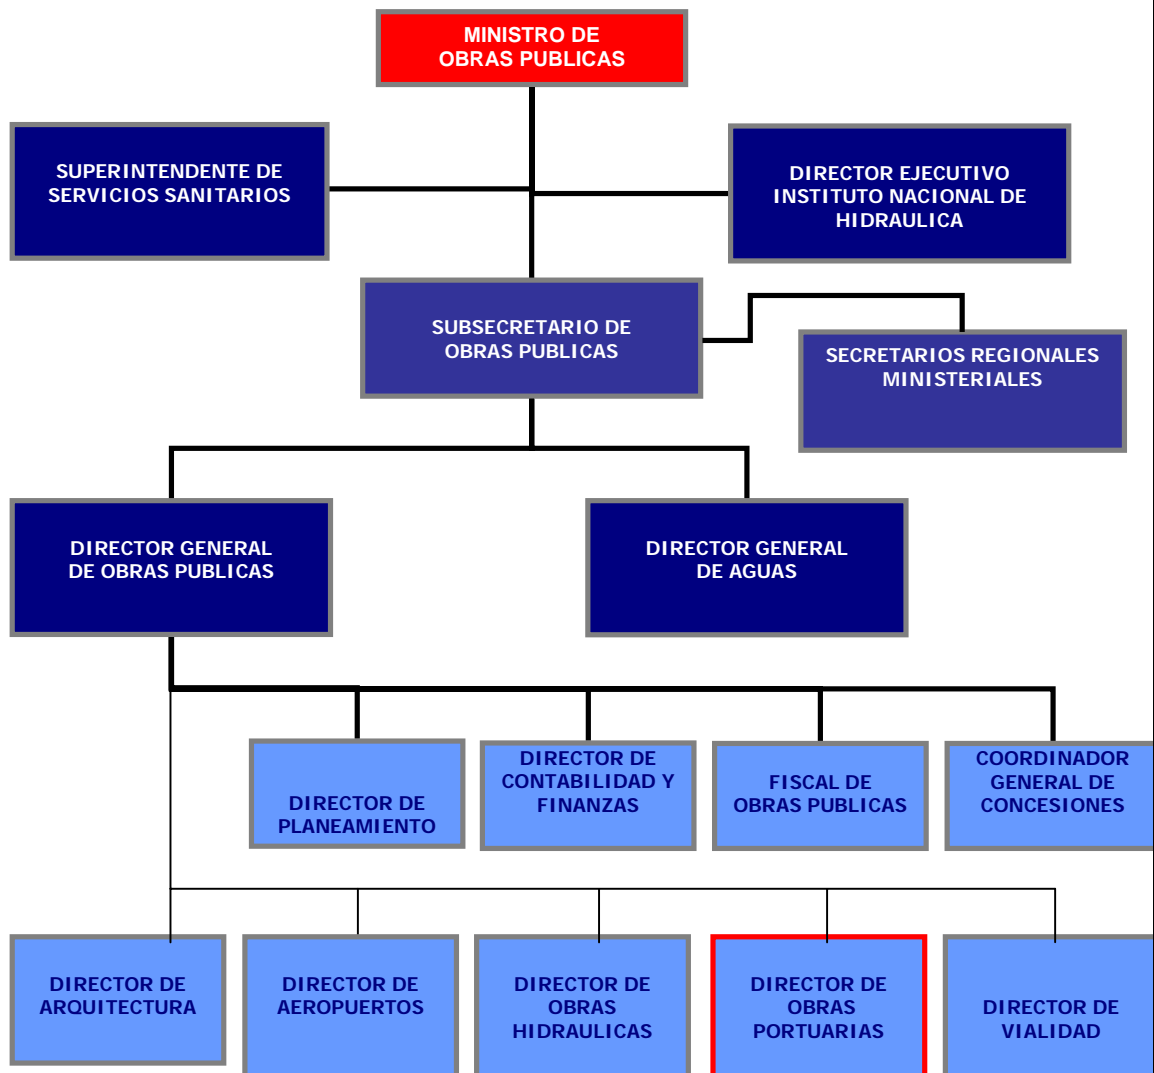 MINISTRO DE
OBRAS PUBLICAS
SUPERINTENDENTE DE
SERVICIOS SANITARIOS
DIRECTOR EJECUTIVO
INSTITUTO NACIONAL DE
HIDRAULICA
SUBSECRETARIO DE
OBRAS PUBLICAS
SECRETARIOS REGIONALES
MINISTERIALES
DIRECTOR GENERAL
DE OBRAS PUBLICAS
DIRECTOR GENERAL
DE AGUAS
DIRECTOR DE
PLANEAMIENTO
DIRECTOR DE
CONTABILIDAD Y
FINANZAS
FISCAL DE
OBRAS PUBLICAS
COORDINADOR
GENERAL DE
CONCESIONES
DIRECTOR DE
ARQUITECTURA
DIRECTOR DE
AEROPUERTOS
DIRECTOR DE
OBRAS
HIDRAULICAS
DIRECTOR DE
OBRAS
PORTUARIAS
DIRECTOR DE
VIALIDAD